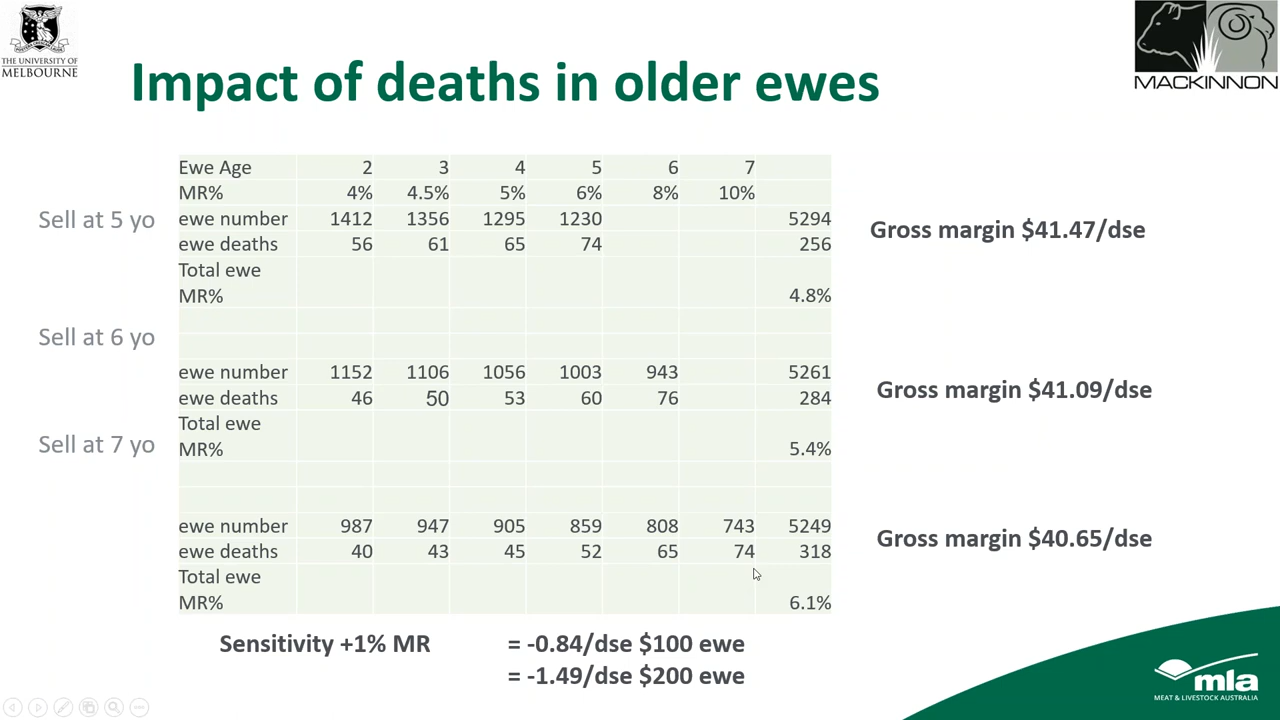 THE UNIVERSITY OF
MELBOURNE
MACKINNON
Impact of deaths in older ewes
Ewe Age 2 3 4 5 6 7
MR% 4% 4.5% 5% 6% 8% 10%
Sell at 5 yo
ewe number 1412 1356 1295 1230 5294
ewe deaths 56 61 65 74 256
Total ewe
MR% 4.8%
Gross margin $41.47/dse
Sell at 6 yo
ewe number 1152 1106 1056 1003 943 5261
ewe deaths 46 50 53 60 76 284
Total ewe
MR% 5.4%
Gross margin $41.09/dse
Sell at 7 yo
ewe number 987 947 905 859 808 743 5249
ewe deaths 40 43 45 52 65 74 318
Total ewe
MR% 6.1%
Gross margin $40.65/dse
Sensitivity +1% MR = -0.84/dse $100 ewe
= -1.49/dse $200 ewe
mla
MEAT & LIVESTOCK AUSTRALIA